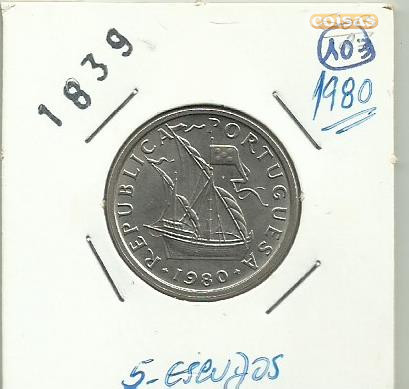 COISAS
103
1839
1980
REPUBLICA PORTUGUESA
1980
5-ESCUDOS